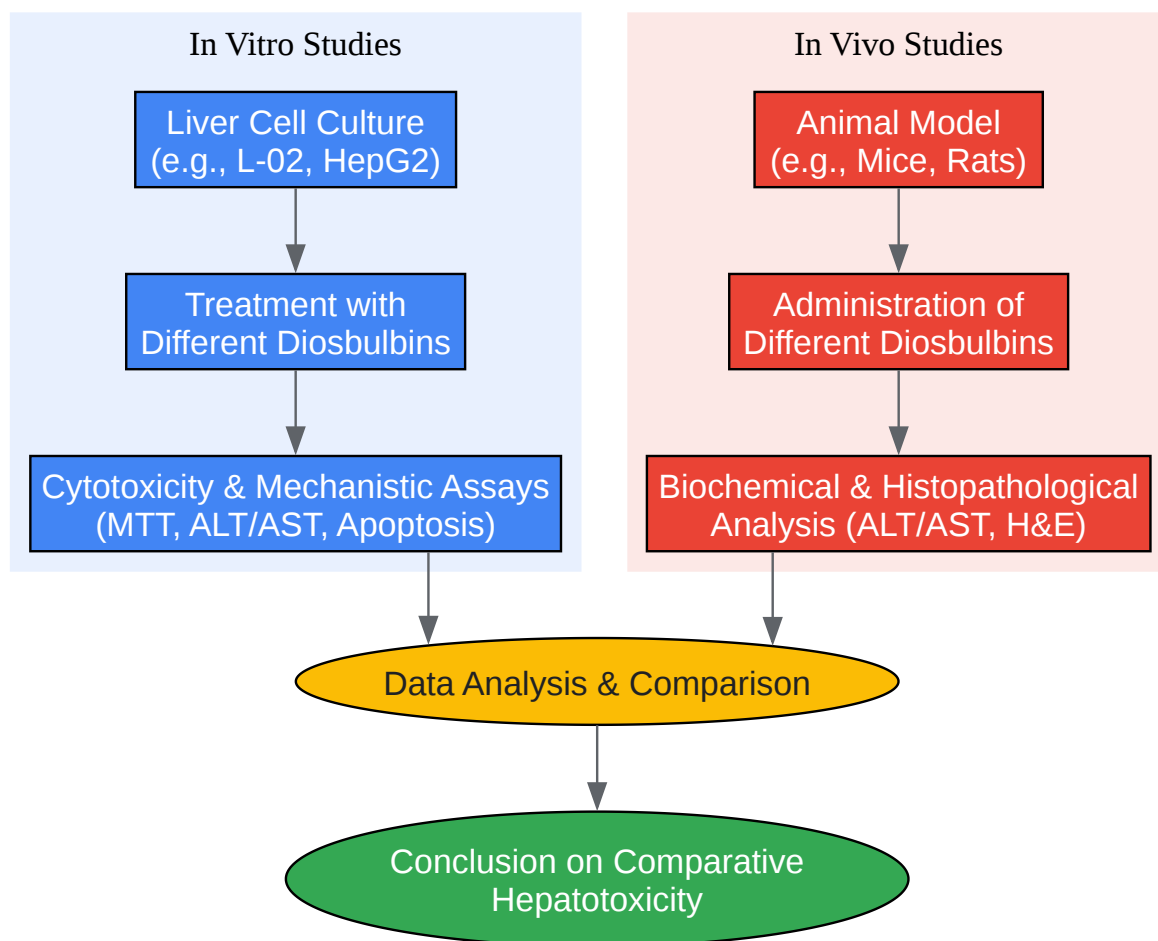 In Vitro Studies
Liver Cell Culture
(e.g., L-02, HepG2)
Treatment with
Different Diosbulbins
Cytotoxicity & Mechanistic Assays
(MTT, ALT/AST, Apoptosis)
In Vivo Studies
Animal Model
(e.g., Mice, Rats)
Administration of
Different Diosbulbins
Biochemical & Histopathological
Analysis (ALT/AST, H&E)
Data Analysis & Comparison
Conclusion on Comparative
Hepatotoxicity